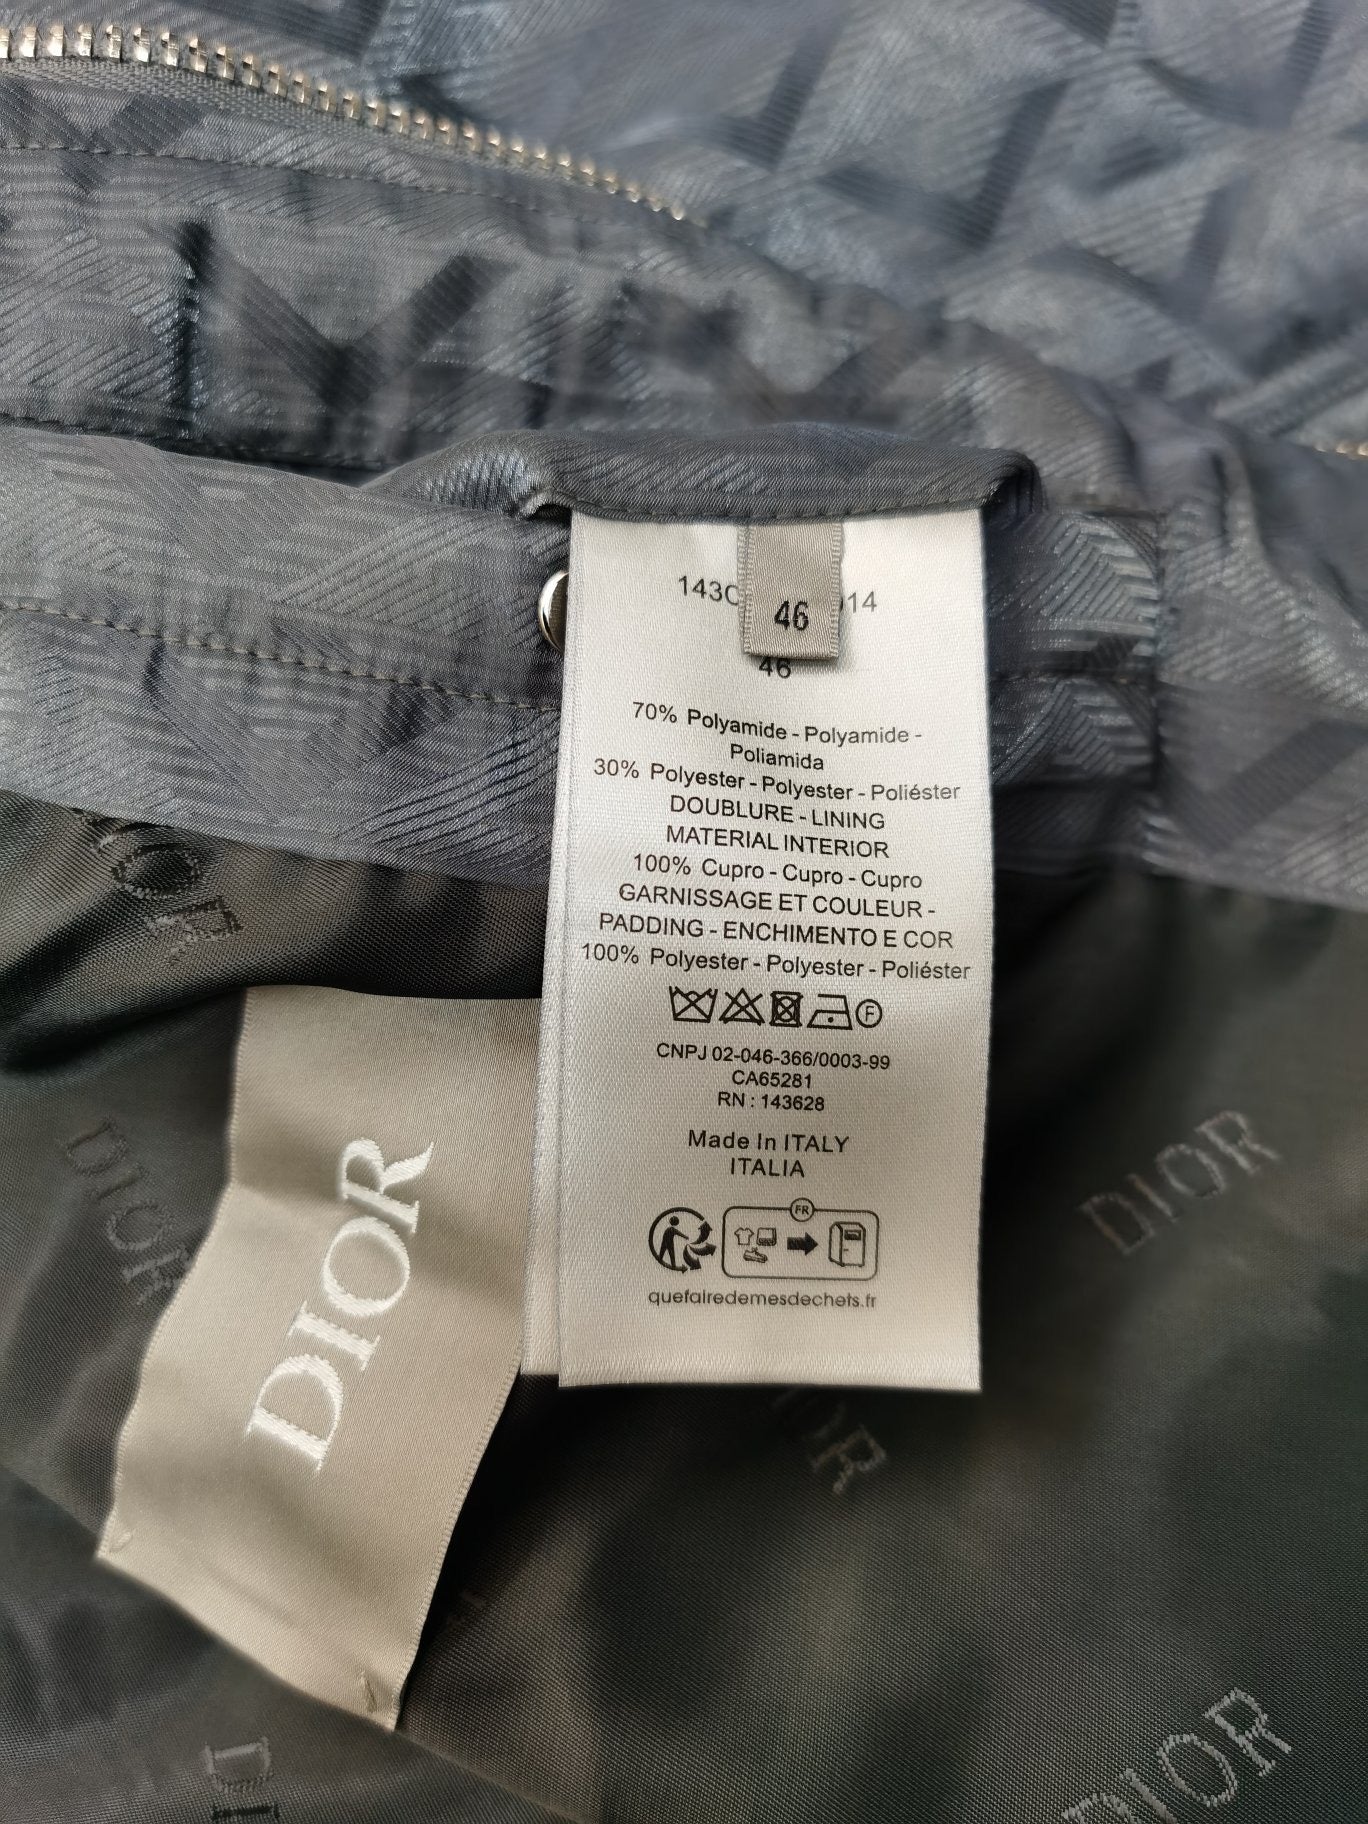 143C 14
46
46
70% Polyamide - Polyamide -
Poliamida
30% Polyester - Polyester - Poliéster
DOUBLURE - LINING
MATERIAL INTERIOR
100% Cupro - Cupro - Cupro
GARNISSAGE ET COULEUR -
PADDING - ENCHIMENTO E COR
100% Polyester - Polyester - Poliéster
F
CNPJ 02-046-366/0003-99
CA65281
RN : 143628
Made In ITALY
ITALIA
FR
quefairedemesdechets.fr
DIOR
DIOR
DIOR
DIOR